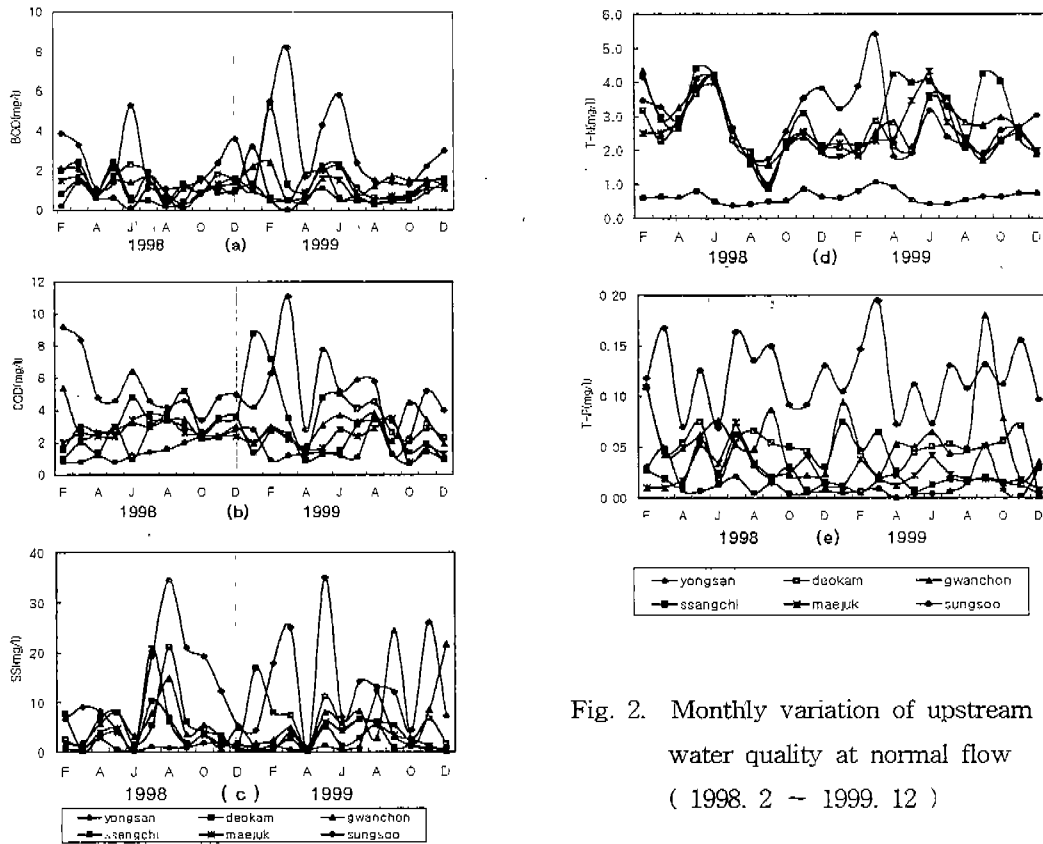 10
8
6
4
2
0
BOD(mg/l)
F A J A O D F A J A O D
1998 (a) 1999
12
10
8
6
4
2
0
COD(mg/l)
F A J A O D F A J A O D
1998 (b) 1999
40
30
20
10
0
SS(mg/l)
F A J A O D F A J A O D
1998 (c) 1999
yongsan deokam gwanchon
ssangchi maejuk sungsoo
6.0
5.0
4.0
3.0
2.0
1.0
0.0
T-N(mg/l)
F A J A O D F A J A O D
1998 (d) 1999
0.20
0.15
0.10
0.05
0.00
T-P(mg/l)
F A J A O D F A J A O D
1998 (e) 1999
yongsan deokam gwanchon
ssangchi maejuk sungsoo
Fig. 2. Monthly variation of upstream
water quality at normal flow
( 1998. 2 ~ 1999. 12 )